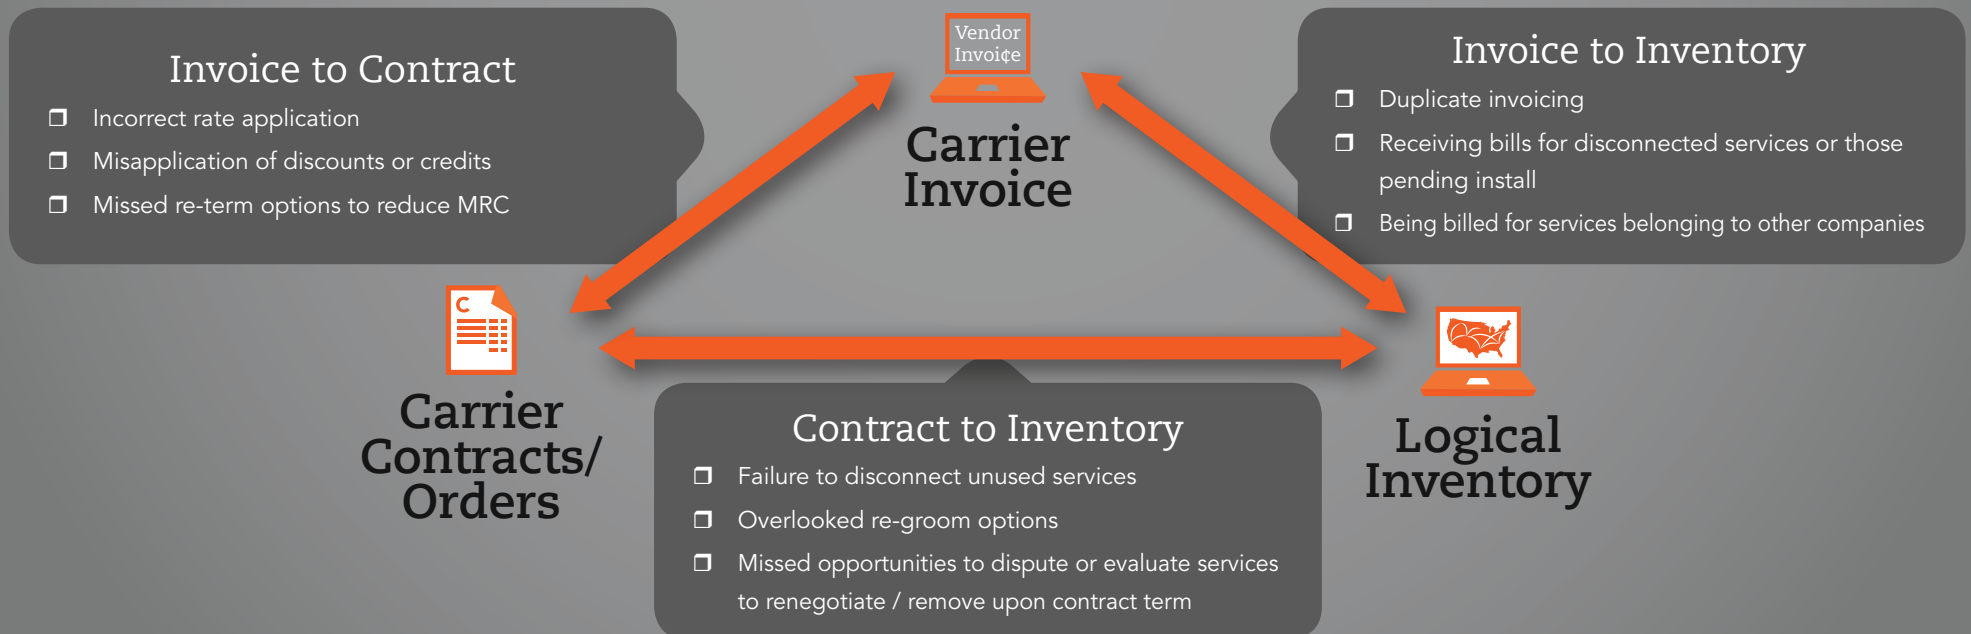 Invoice to Contract
❐ Incorrect rate application
❐ Misapplication of discounts or credits
❐ Missed re-term options to reduce MRC
Vendor
Invoi¢e
Carrier
Invoice
Invoice to Inventory
❐ Duplicate invoicing
❐ Receiving bills for disconnected services or those
pending install
❐ Being billed for services belonging to other companies
C
Carrier
Contracts/
Orders
Contract to Inventory
❐ Failure to disconnect unused services
❐ Overlooked re-groom options
❐ Missed opportunities to dispute or evaluate services
to renegotiate / remove upon contract term
Logical
Inventory